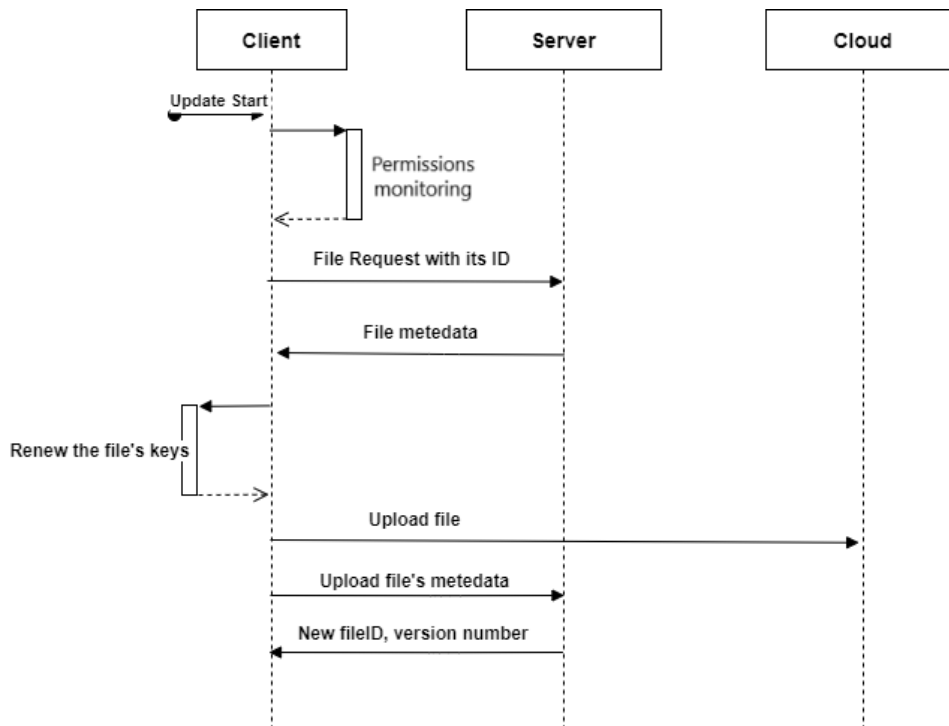 Client
Server
Cloud
Update Start
Permissions
monitoring
File Request with its ID
File metedata
Renew the file's keys
Upload file
Upload file's metedata
New fileID, version number